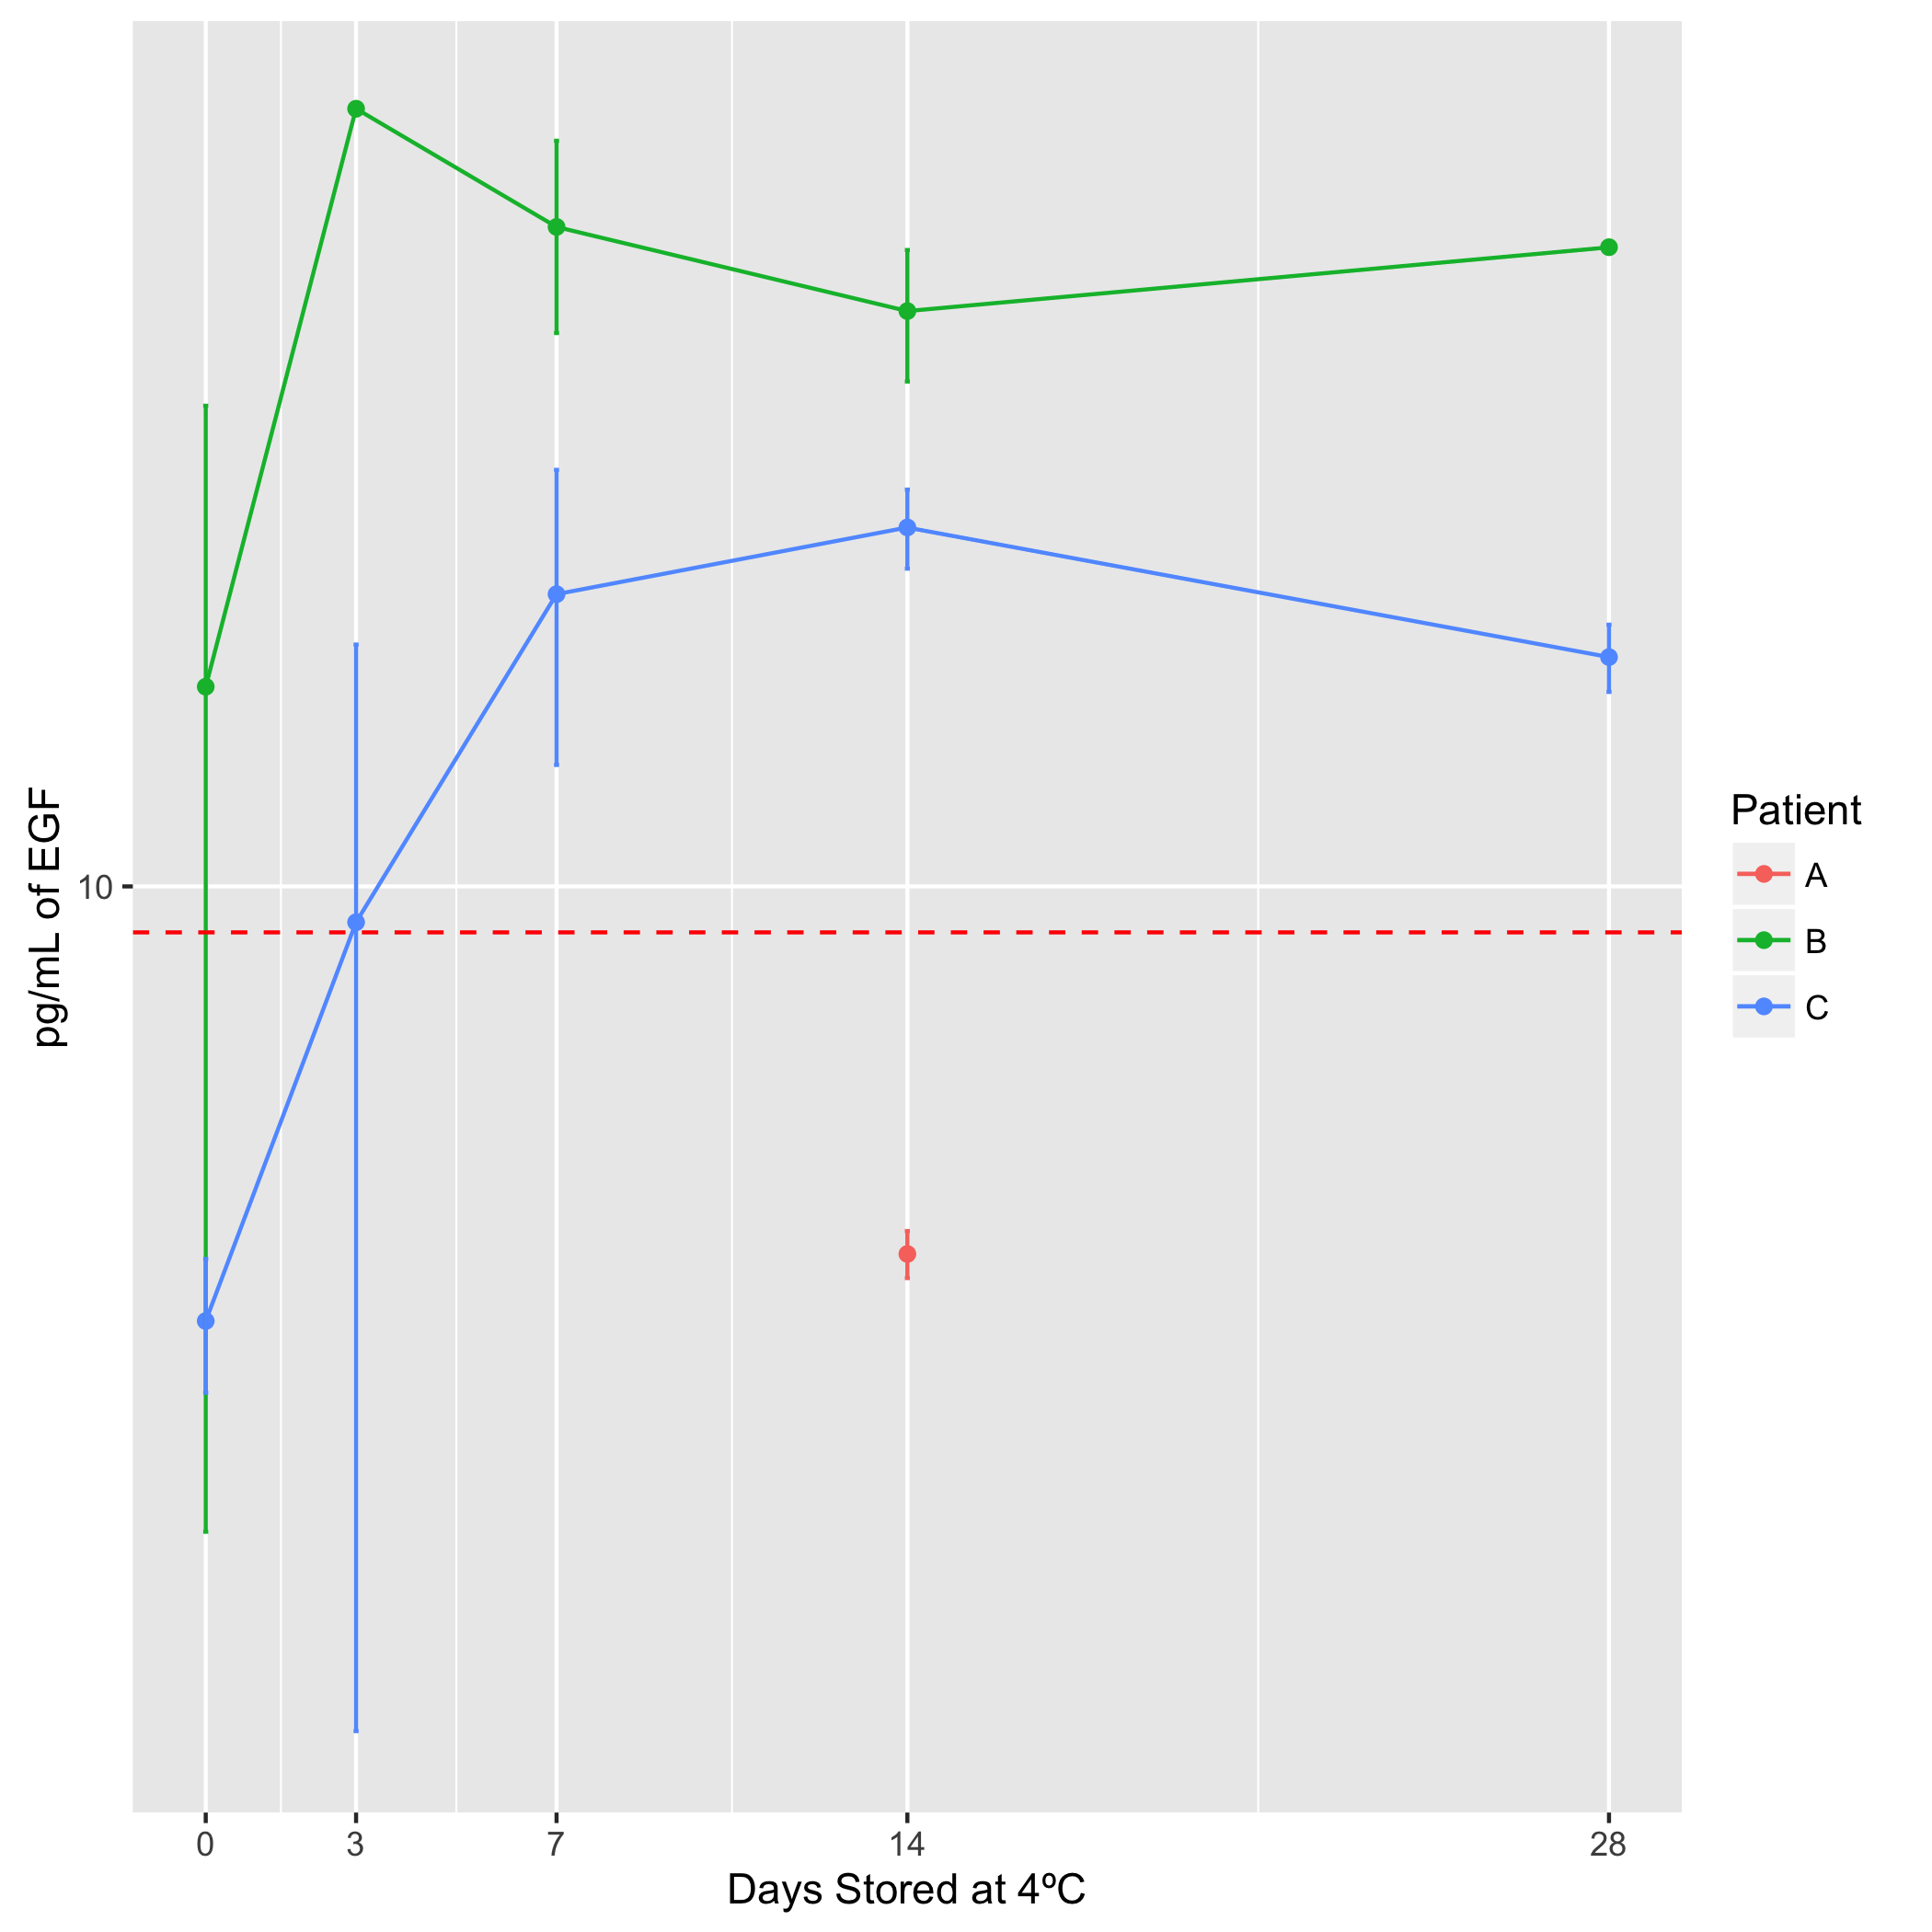 pg/mL of EGF
10
0 3 7 14 28
Days Stored at 4ºC
Patient
A
B
C